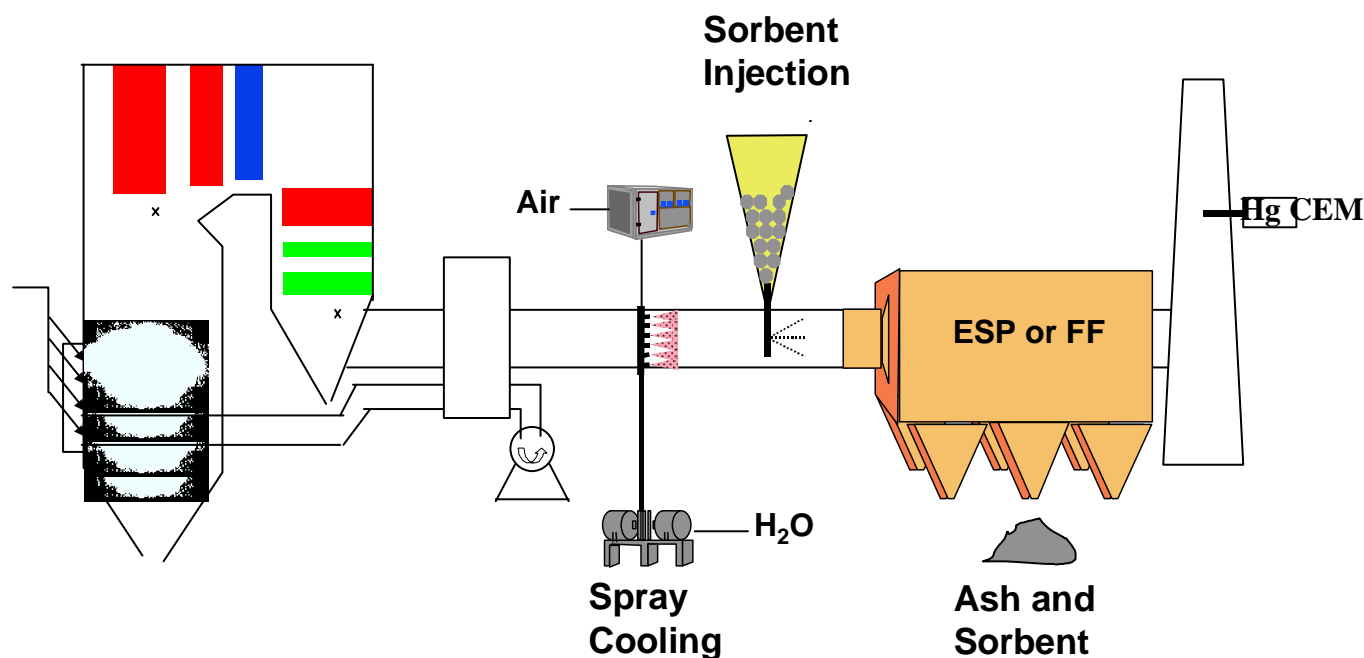 Sorbent
Injection
Air
Hg CEM
ESP or FF
H₂O
Spray
Cooling
Ash and
Sorbent
x
x